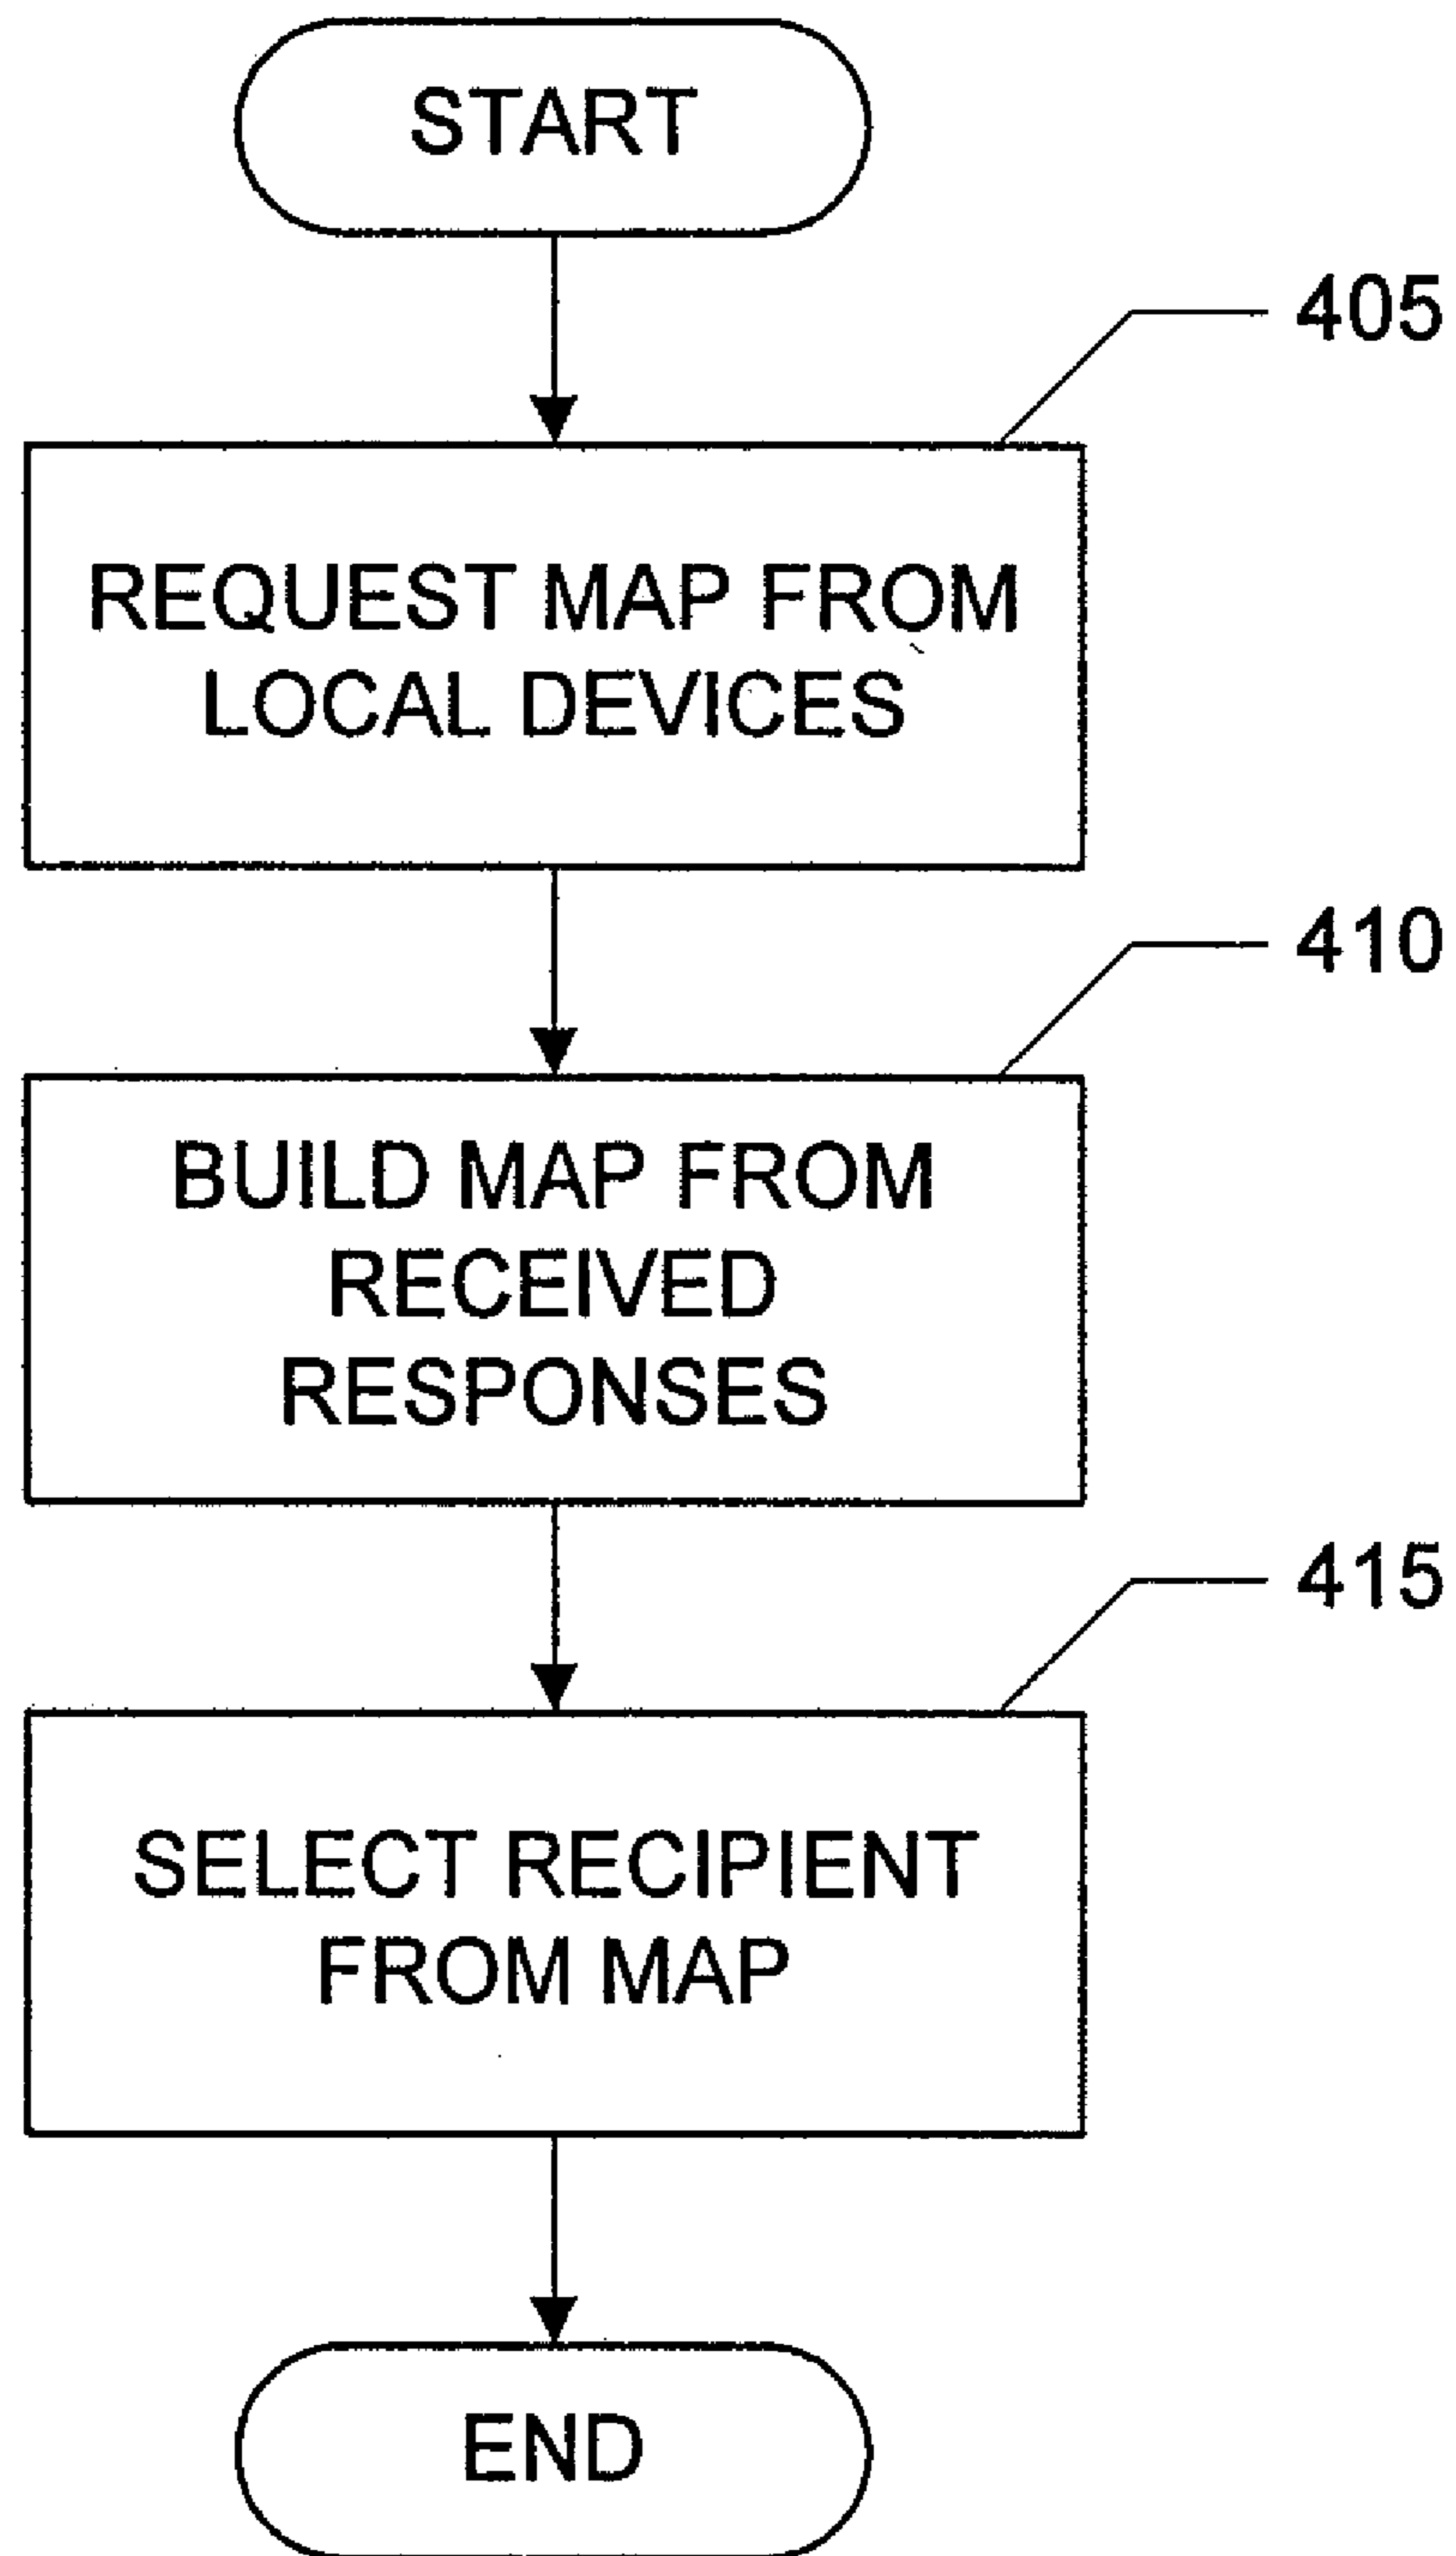 START
405
REQUEST MAP FROM
LOCAL DEVICES
410
BUILD MAP FROM
RECEIVED
RESPONSES
415
SELECT RECIPIENT
FROM MAP
END